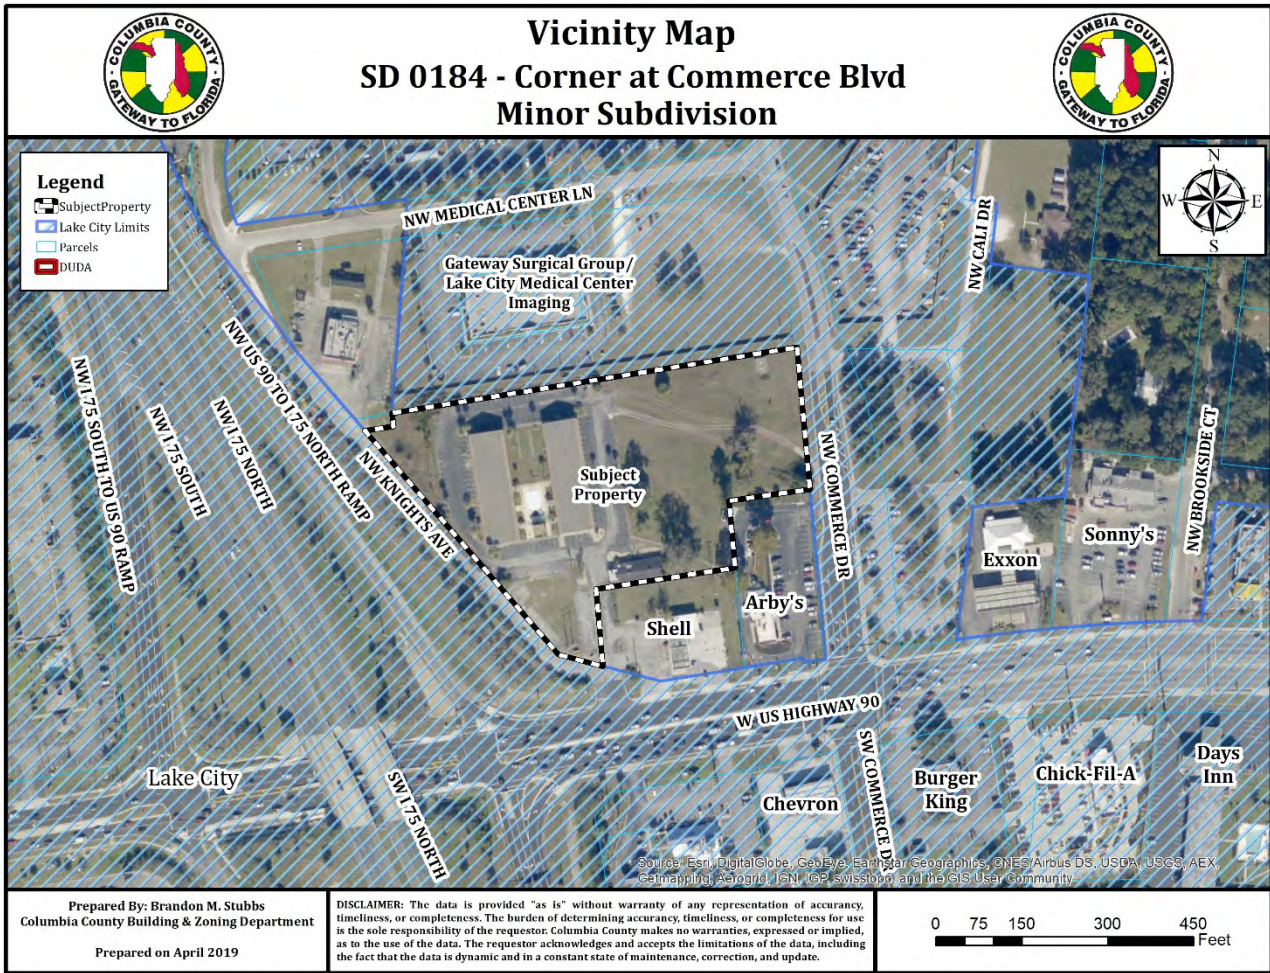 Vicinity Map
SD 0184 - Corner at Commerce Blvd
Minor Subdivision
COLUMBIA COUNTY
GATEWAY TO FLORIDA
COLUMBIA COUNTY
GATEWAY TO FLORIDA
Legend
SubjectProperty
Lake City Limits
Parcels
DUDA
N
W E
S
NW MEDICAL CENTER LN
NW CALI DR
Gateway Surgical Group/
Lake City Medical Center
Imaging
NW I 75 SOUTH TO US 90 RAMP
NW I 75 SOUTH
NW I 75 NORTH
NW US 90 TO I 75 NORTH RAMP
NW KNIGHTS AVE
Subject
Property
NW COMMERCE DR
NW BROOKSIDE CT
Exxon
Sonny's
Arby's
Shell
W US HIGHWAY 90
Lake City
SW I 75 NORTH
SW COMMERCE DR
Chevron
Burger
King
Chick-Fil-A
Days
Inn
Source: Esri, DigitalGlobe, GeoEye, Earthstar Geographics, CNES/Airbus DS, USDA, USGS, AEX,
Getmapping, Aerogrid, IGN, IGP, swisstopo, and the GIS User Community
Prepared By: Brandon M. Stubbs
Columbia County Building & Zoning Department
Prepared on April 2019
DISCLAIMER: The data is provided "as is" without warranty of any representation of accuracy,
timeliness, or completeness. The burden of determining accuracy, timeliness, or completeness for use
is the sole responsibility of the requestor. Columbia County makes no warranties, expressed or implied,
as to the use of the data. The requestor acknowledges and accepts the limitations of the data, including
the fact that the data is dynamic and in a constant state of maintenance, correction, and update.
0 75 150 300 450
Feet